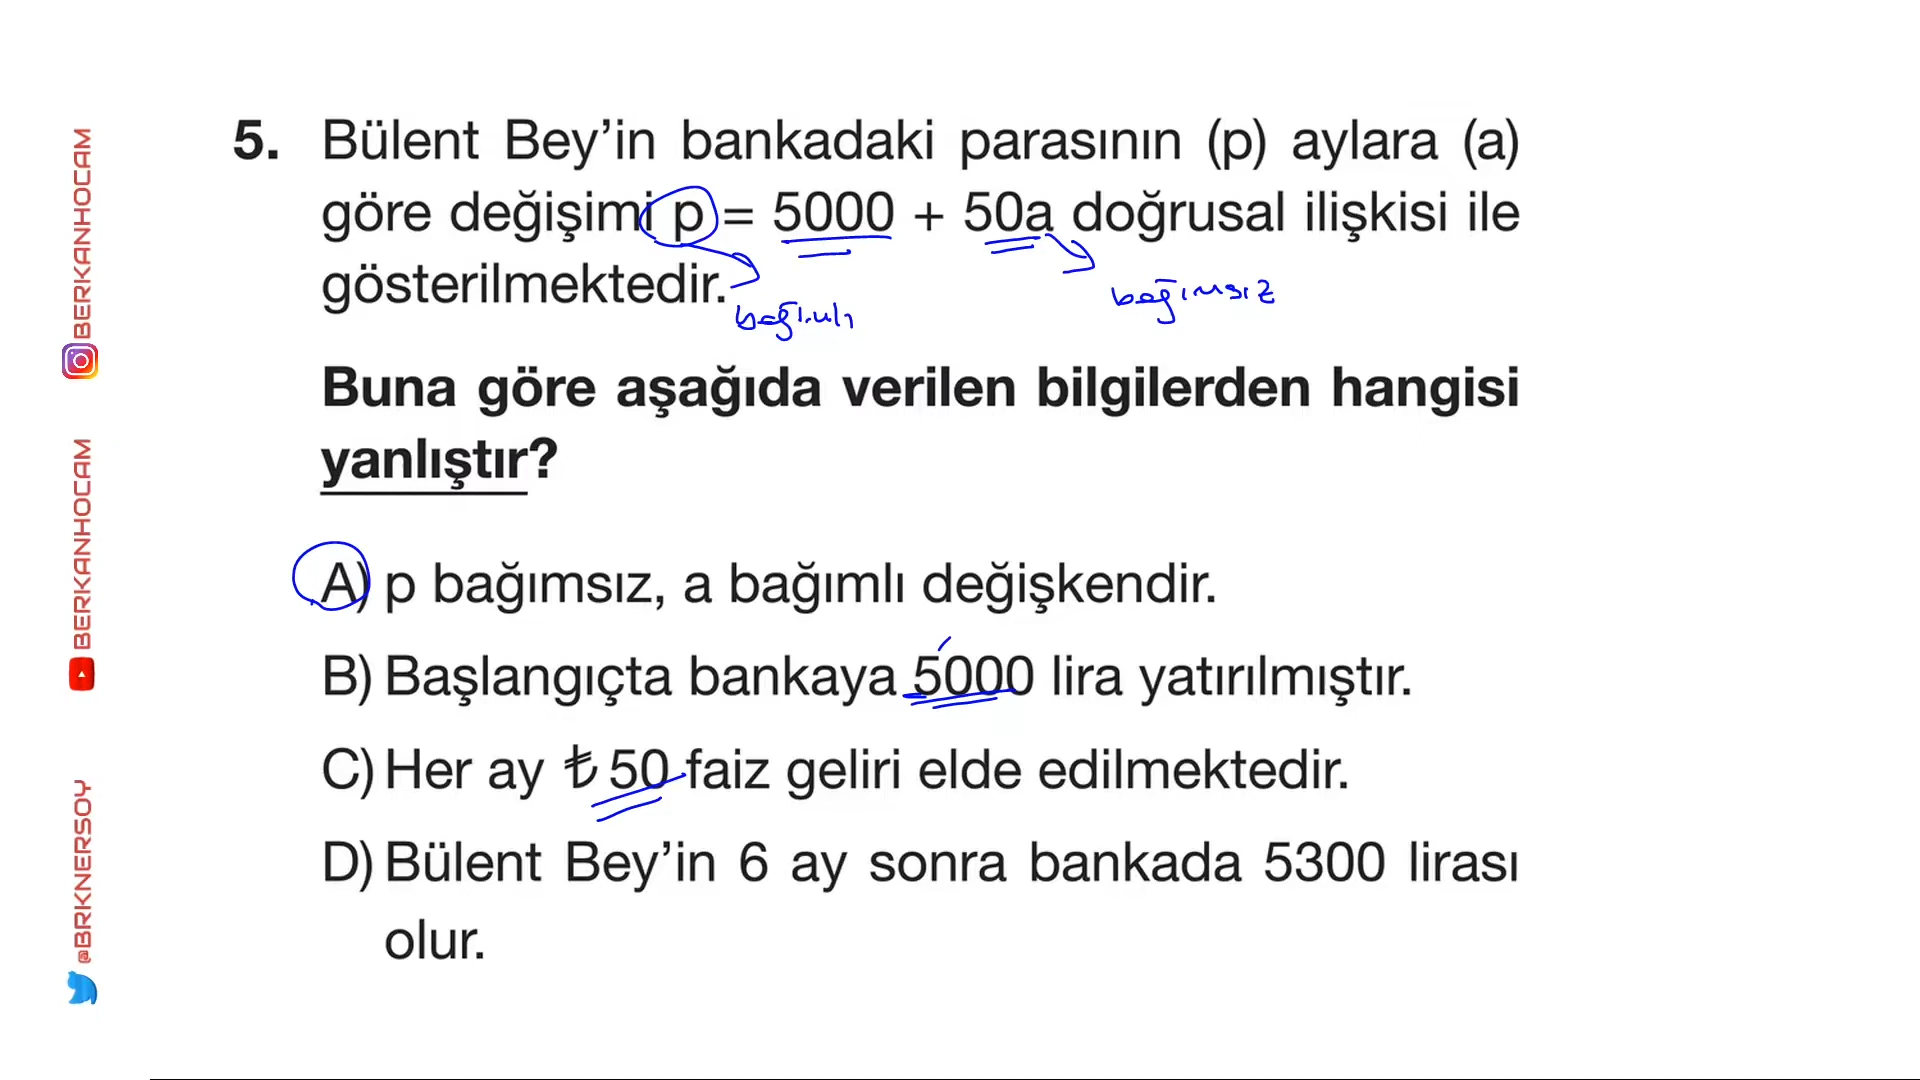 5. Bülent Bey’in bankadaki parasının (p) aylara (a)
göre değişimi p = 5000 + 50a doğrusal ilişkisi ile
gösterilmektedir.
bağımlı
bağımsız
Buna göre aşağıda verilen bilgilerden hangisi
yanlıştır?
A) p bağımsız, a bağımlı değişkendir.
B) Başlangıçta bankaya 5000 lira yatırılmıştır.
C) Her ay ₺ 50 faiz geliri elde edilmektedir.
D) Bülent Bey’in 6 ay sonra bankada 5300 lirası
olur.
BERKANHOCAM
BERKANHOCAM
@BRKNERSOY